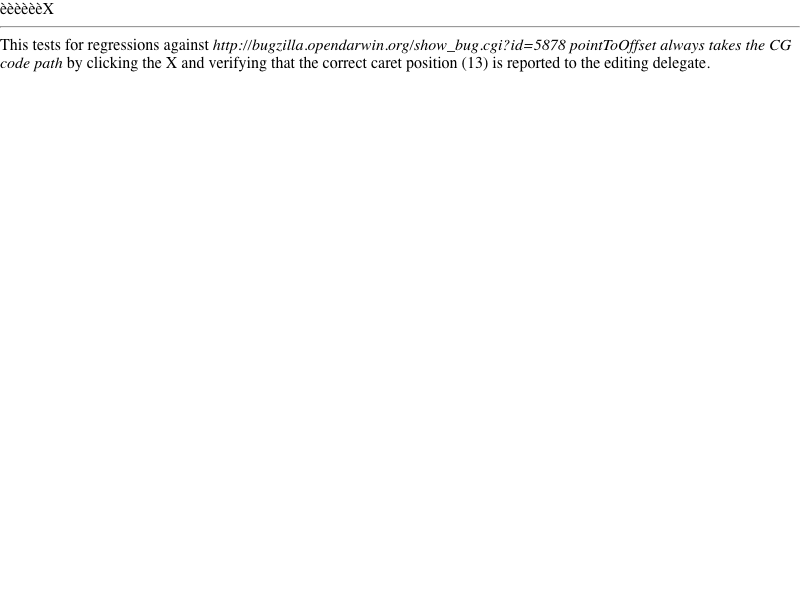 èèèèèèX
This tests for regressions against http://bugzilla.opendarwin.org/show_bug.cgi?id=5878 pointToOffset always takes the CG
code path by clicking the X and verifying that the correct caret position (13) is reported to the editing delegate.